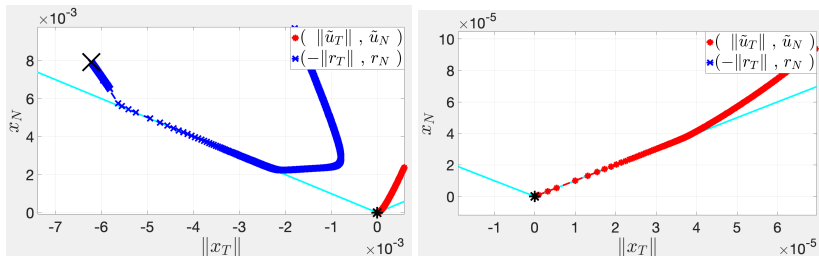 ×10⁻³
8
6
4
2
0
x_N
( ‖ũ_T‖ , ũ_N )
(−‖r_T‖ , r_N )
-7 -6 -5 -4 -3 -2 -1 0
‖x_T‖
×10⁻³
×10⁻⁵
10
8
6
4
2
0
x_N
( ‖ũ_T‖ , ũ_N )
(−‖r_T‖ , r_N )
-1 0 1 2 3 4 5 6
‖x_T‖
×10⁻⁵